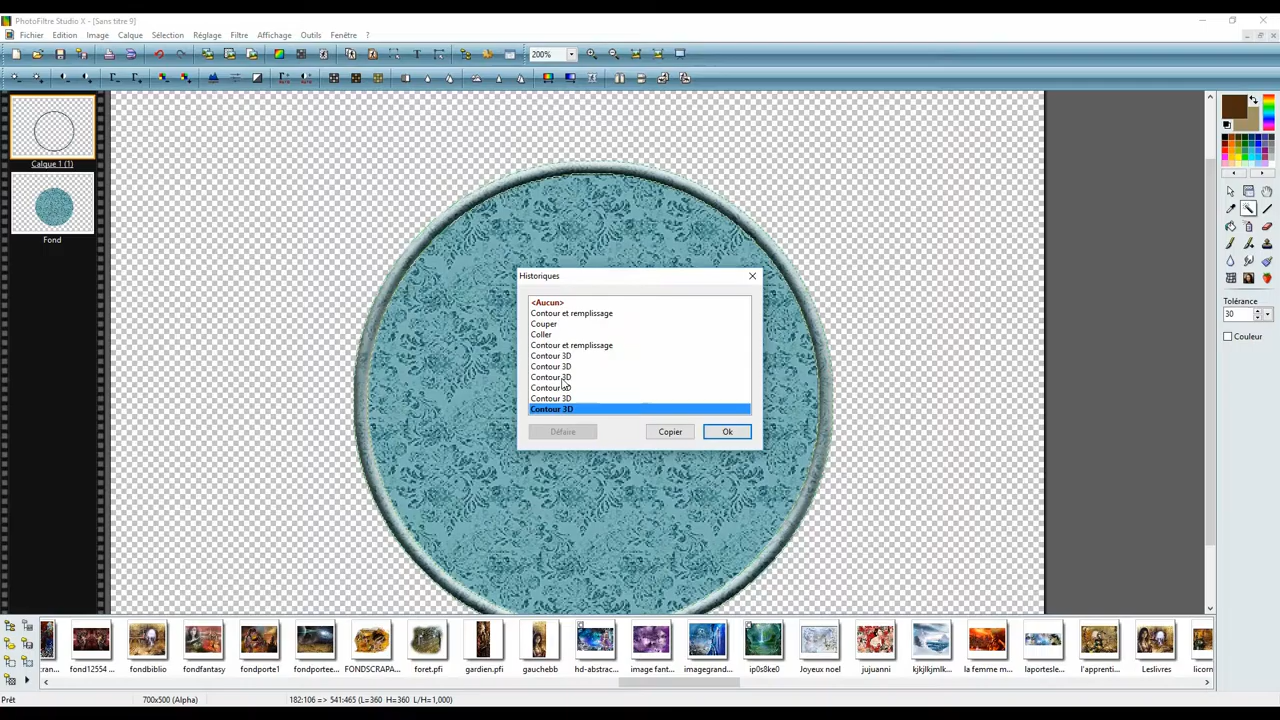 PhotoFiltre Studio X - [Sans titre 9]
Fichier Edition Image Calque Sélection Réglage Filtre Affichage Outils Fenêtre ?
200%
Calque 1 (1)
Fond
Historiques
<Aucun>
Contour et remplissage
Couper
Coller
Contour et remplissage
Contour 3D
Contour 3D
Contour 3D
Contour 3D
Contour 3D
Contour 3D
Défaire Copier Ok
Tolérance
30
Couleur
fond12554 ... fondbiblio fondfantasy fondporte1 fondportee... FONDSCRAPA... foret.pfi gardien.pfi gauchebb hd-abstrac... image fant... imagegrand... ip0s8ke0 Joyeux noel jujuanni kjkjlkjmlk... la femme m... laportesle... l'apprenti... Leslivres licorn
Prêt 700x500 (Alpha) 182:106 => 541:465 (L=360 H=360 L/H=1,000)